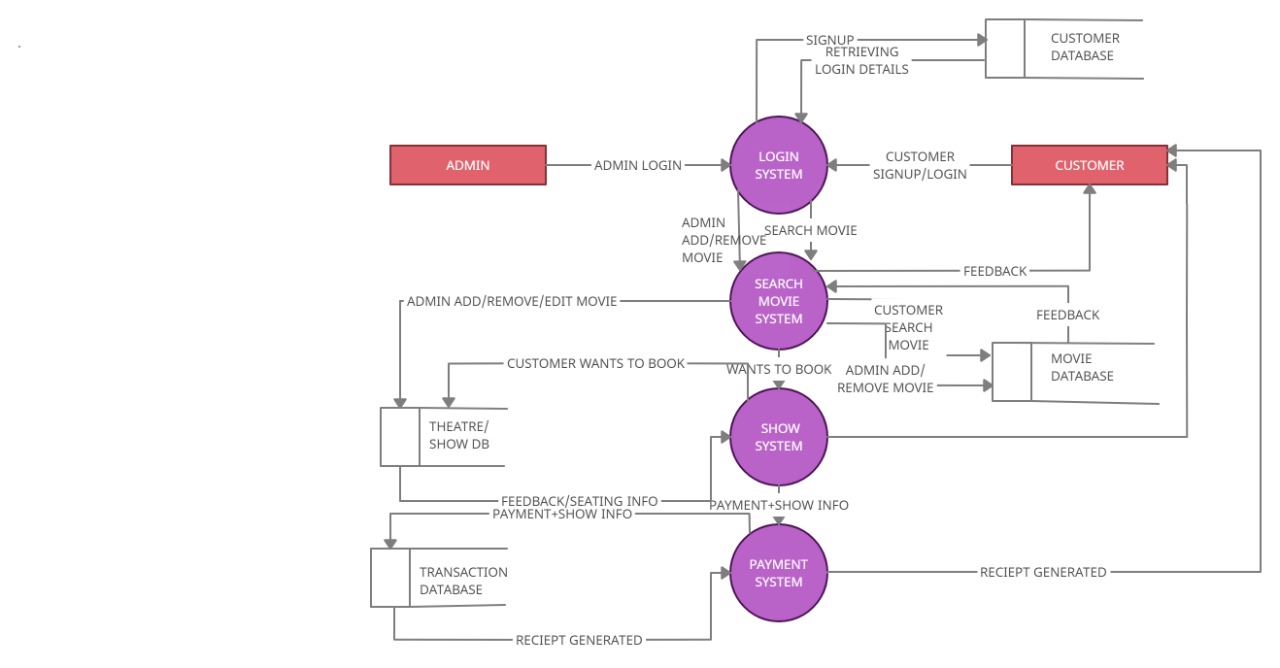 SIGNUP
RETRIEVING
LOGIN DETAILS
CUSTOMER
DATABASE
ADMIN
ADMIN LOGIN
LOGIN
SYSTEM
CUSTOMER
SIGNUP/LOGIN
CUSTOMER
ADMIN
ADD/REMOVE
MOVIE
SEARCH MOVIE
SEARCH
MOVIE
SYSTEM
FEEDBACK
ADMIN ADD/REMOVE/EDIT MOVIE
CUSTOMER
SEARCH
MOVIE
FEEDBACK
CUSTOMER WANTS TO BOOK
WANTS TO BOOK
ADMIN ADD/
REMOVE MOVIE
MOVIE
DATABASE
THEATRE/
SHOW DB
SHOW
SYSTEM
FEEDBACK/SEATING INFO
PAYMENT+SHOW INFO
PAYMENT+SHOW INFO
TRANSACTION
DATABASE
PAYMENT
SYSTEM
RECIEPT GENERATED
RECIEPT GENERATED